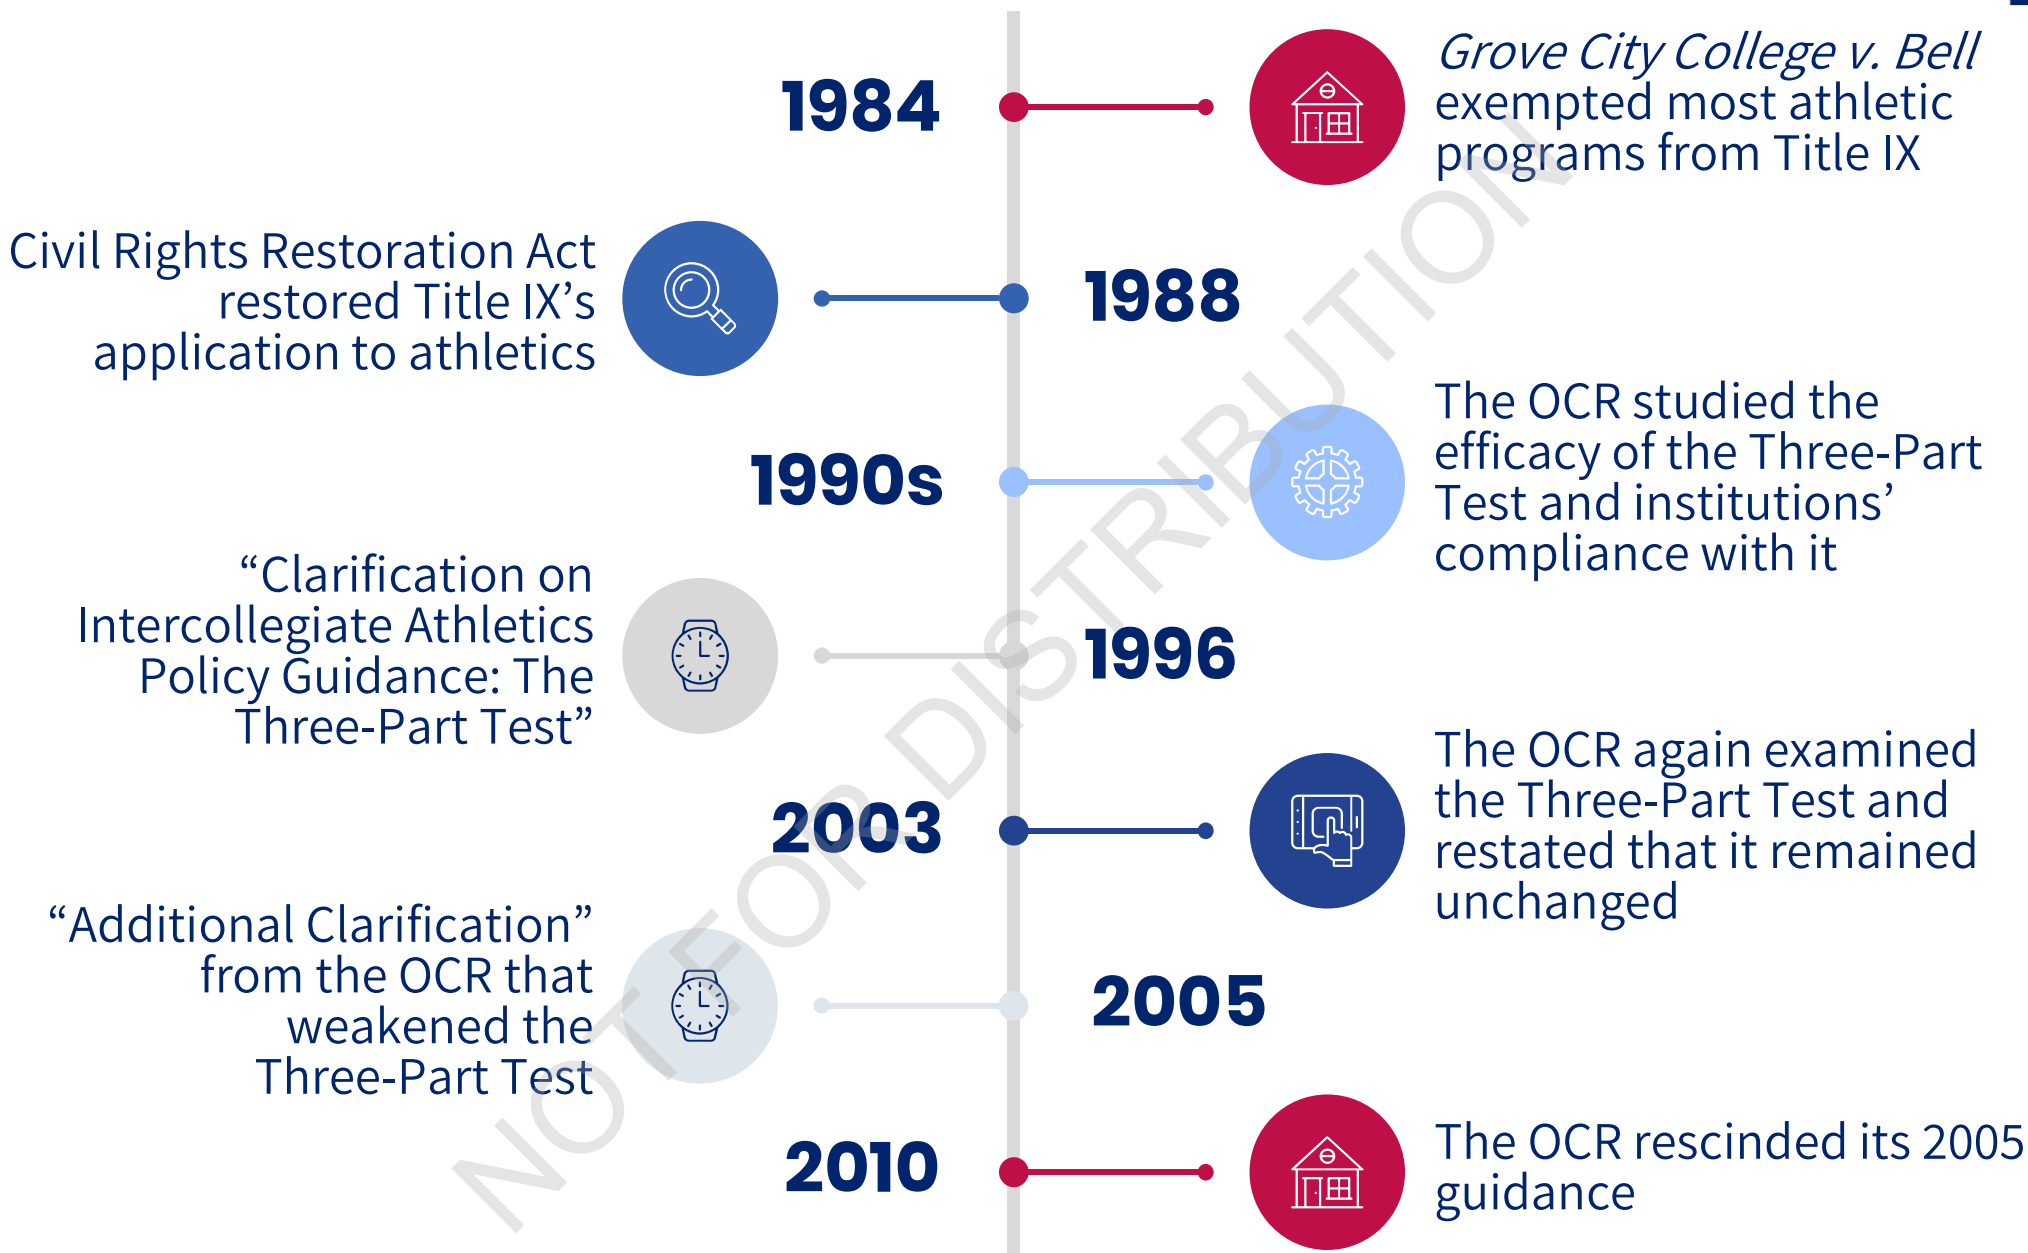 1984
Grove City College v. Bell
exempted most athletic
programs from Title IX
Civil Rights Restoration Act
restored Title IX’s
application to athletics
1988
1990s
The OCR studied the
efficacy of the Three-Part
Test and institutions’
compliance with it
“Clarification on
Intercollegiate Athletics
Policy Guidance: The
Three-Part Test”
1996
2003
The OCR again examined
the Three-Part Test and
restated that it remained
unchanged
“Additional Clarification”
from the OCR that
weakened the
Three-Part Test
2005
2010
The OCR rescinded its 2005
guidance
NOT FOR DISTRIBUTION